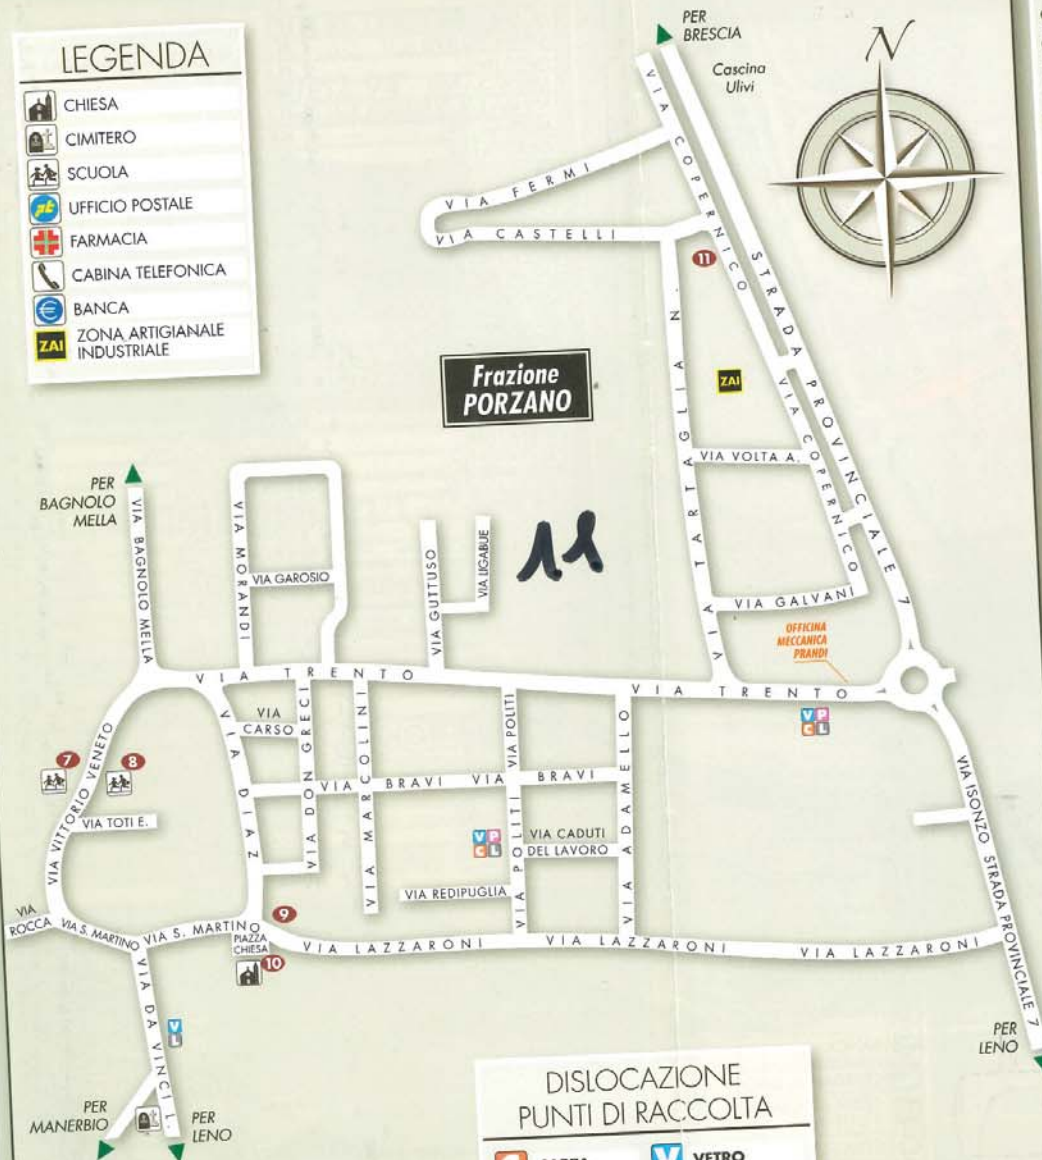 LEGENDA
CHIESA
CIMITERO
SCUOLA
pt UFFICIO POSTALE
FARMACIA
CABINA TELEFONICA
€ BANCA
ZAI ZONA ARTIGIANALE
INDUSTRIALE
PER
BRESCIA
Cascina
Ulivi
N
VIA COPERNICO
VIA FERMI
VIA CASTELLI
11
STRADA PROVINCIALE 7
VIA TARTAGLIA N.
ZAI
Frazione
PORZANO
VIA COPERNICO
VIA VOLTA A.
VIA GALVANI
OFFICINA
MECCANICA
PRANDI
PER
BAGNOLO
MELLA
VIA BAGNOLO MELLA
VIA MORANDI
VIA GAROSIO
VIA GUTTUSO
VIA LIGABUE
11
VIA TRENTO
VIA TRENTO
V P
C L
VIA
CARSO
VIA DIAZ
VIA DON GRECI
VIA MARCOLINI
VIA POLITI
VIA ADAMELLO
VIA BRAVI
VIA BRAVI
7
8
VIA VITTORIO VENETO
VIA TOTI E.
V P
C L
VIA POLITI
VIA CADUTI
DEL LAVORO
VIA REDIPUGLIA
VIA ISONZO STRADA PROVINCIALE 7
VIA
ROCCA
VIA S. MARTINO
VIA S. MARTINO
9
PIAZZA
CHIESA
10
VIA LAZZARONI
VIA LAZZARONI
VIA LAZZARONI
VIA DA VINCI L.
V
L
PER
MANERBIO
PER
LENO
PER
LENO
DISLOCAZIONE
PUNTI DI RACCOLTA
V VETRO